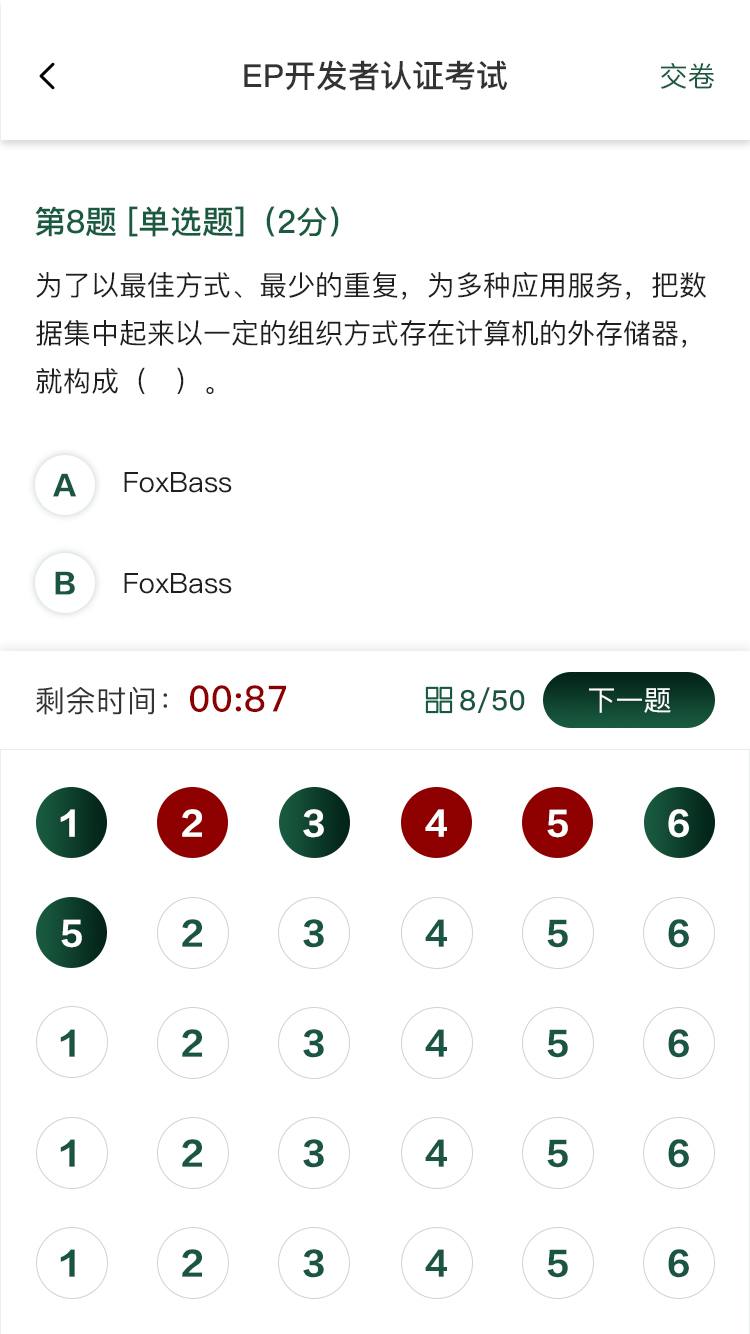 EP开发者认证考试 交卷
第8题 [单选题]（2分）
为了以最佳方式、最少的重复，为多种应用服务，把数
据集中起来以一定的组织方式存在计算机的外存储器，
就构成（ ）。
A FoxBass
B FoxBass
剩余时间：00:87 8/50 下一题
1 2 3 4 5 6
5 2 3 4 5 6
1 2 3 4 5 6
1 2 3 4 5 6
1 2 3 4 5 6